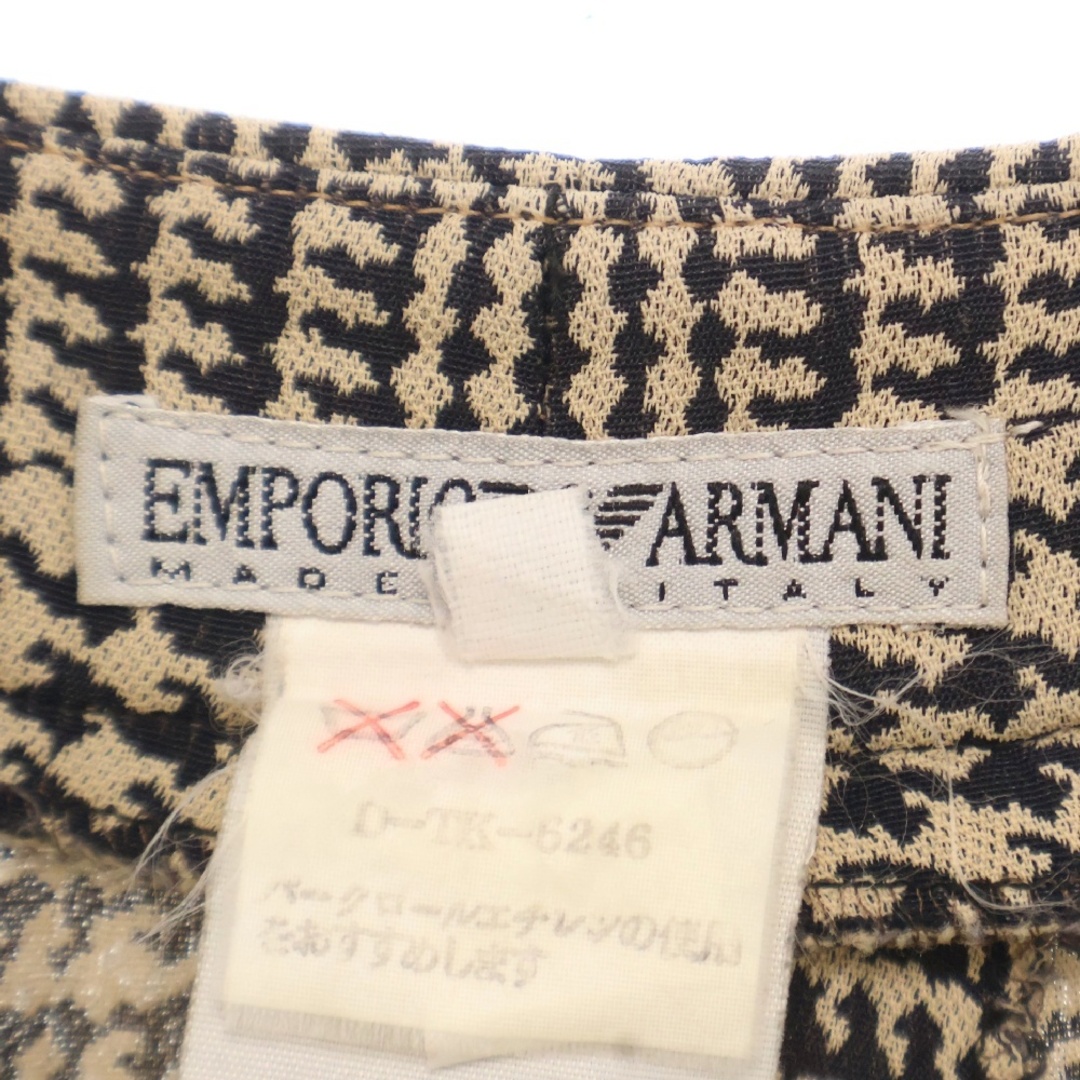 EMPORIO ARMANI
MADE ITALY
D-TK-6246
パークロールエチレンの使用
をおすすめします